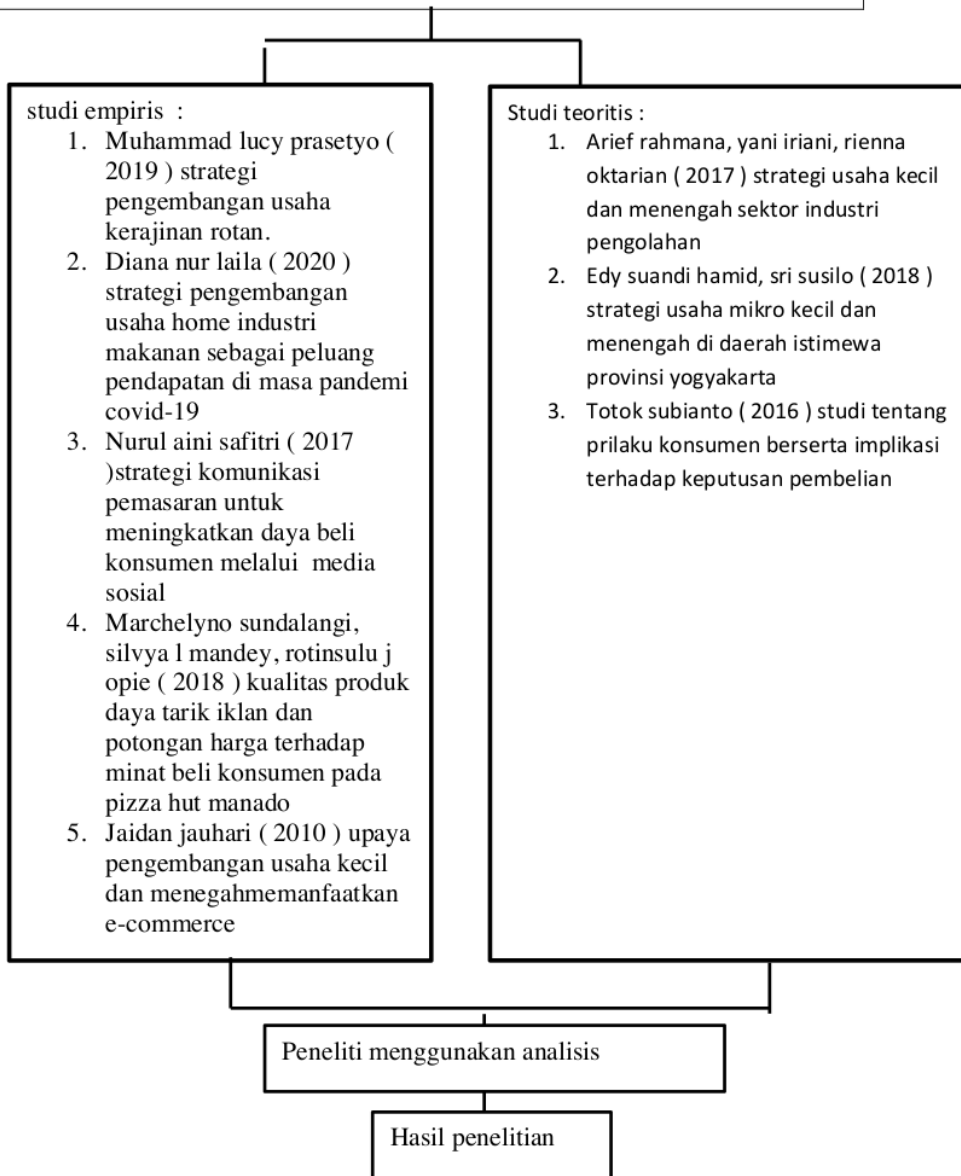 studi empiris :
1. Muhammad lucy prasetyo (
2019 ) strategi
pengembangan usaha
kerajinan rotan.
2. Diana nur laila ( 2020 )
strategi pengembangan
usaha home industri
makanan sebagai peluang
pendapatan di masa pandemi
covid-19
3. Nurul aini safitri ( 2017
)strategi komunikasi
pemasaran untuk
meningkatkan daya beli
konsumen melalui media
sosial
4. Marchelyno sundalangi,
silvya l mandey, rotinsulu j
opie ( 2018 ) kualitas produk
daya tarik iklan dan
potongan harga terhadap
minat beli konsumen pada
pizza hut manado
5. Jaidan jauhari ( 2010 ) upaya
pengembangan usaha kecil
dan menegahmemanfaatkan
e-commerce
Studi teoritis :
1. Arief rahmana, yani iriani, rienna
oktarian ( 2017 ) strategi usaha kecil
dan menengah sektor industri
pengolahan
2. Edy suandi hamid, sri susilo ( 2018 )
strategi usaha mikro kecil dan
menengah di daerah istimewa
provinsi yogyakarta
3. Totok subianto ( 2016 ) studi tentang
prilaku konsumen berserta implikasi
terhadap keputusan pembelian
Peneliti menggunakan analisis
Hasil penelitian